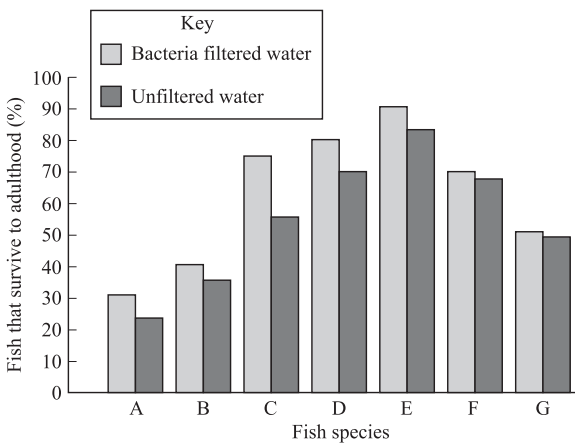 Key
Bacteria filtered water
Unfiltered water
Fish that survive to adulthood (%)
100
90
80
70
60
50
40
30
20
10
0
A B C D E F G
Fish species